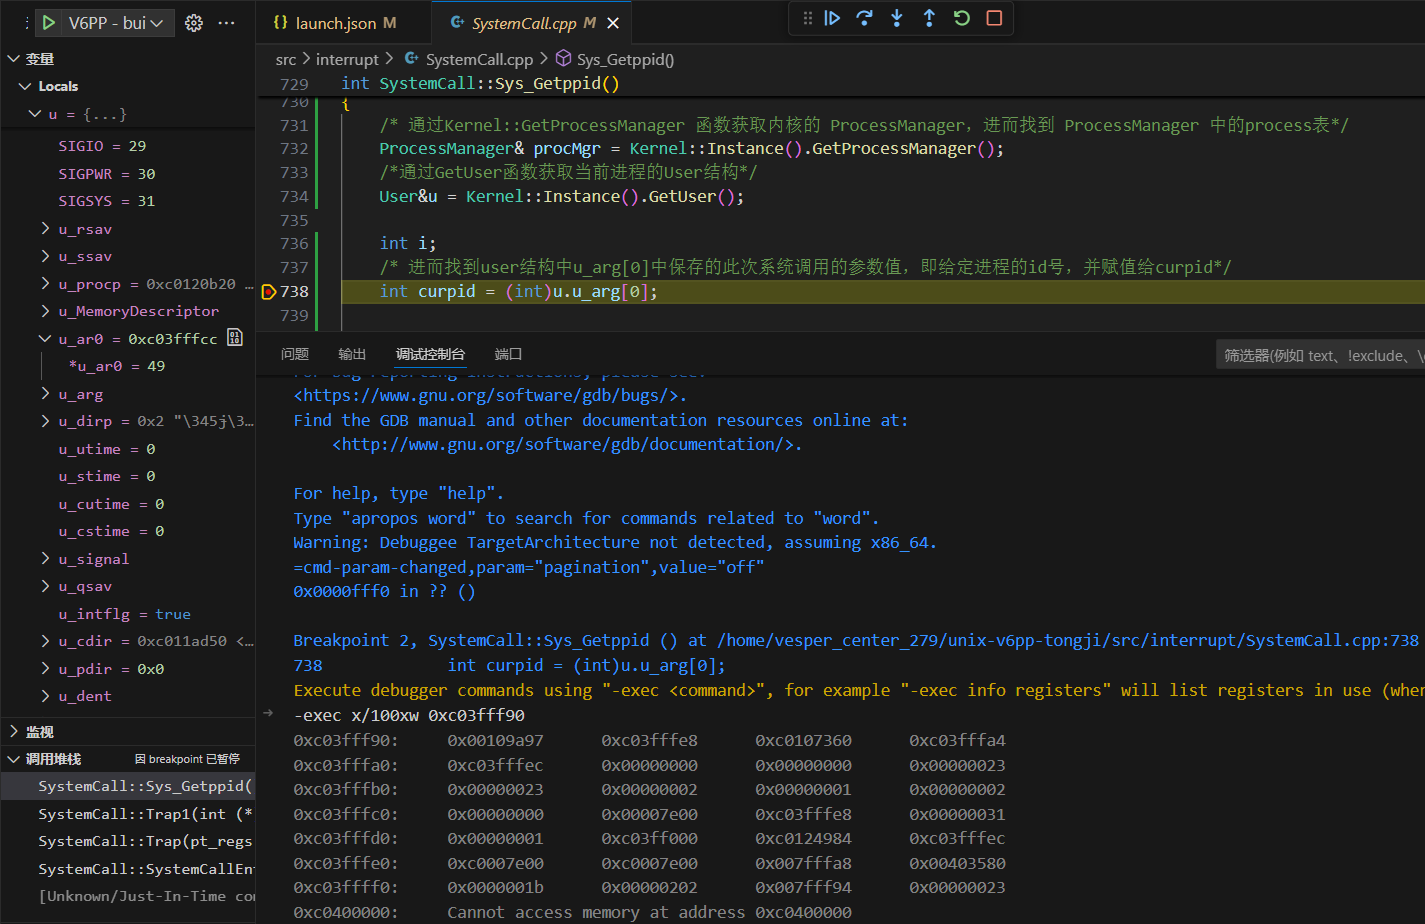 V6PP - bui
变量
Locals
u = {...}
SIGIO = 29
SIGPWR = 30
SIGSYS = 31
u_rsav
u_ssav
u_procp = 0xc0120b20 …
u_MemoryDescriptor
u_ar0 = 0xc03fffcc
*u_ar0 = 49
u_arg
u_dirp = 0x2 "\345j\3…
u_utime = 0
u_stime = 0
u_cutime = 0
u_cstime = 0
u_signal
u_qsav
u_intflg = true
u_cdir = 0xc011ad50 <…
u_pdir = 0x0
u_dent
监视
调用堆栈 因 breakpoint 已暂停
SystemCall::Sys_Getppid(
SystemCall::Trap1(int (*
SystemCall::Trap(pt_regs
SystemCall::SystemCallEnt
[Unknown/Just-In-Time co
{} launch.json M
SystemCall.cpp M
src > interrupt > SystemCall.cpp > Sys_Getppid()
729 int SystemCall::Sys_Getppid()
730 {
731 /* 通过Kernel::GetProcessManager 函数获取内核的 ProcessManager，进而找到 ProcessManager 中的process表*/
732 ProcessManager& procMgr = Kernel::Instance().GetProcessManager();
733 /*通过GetUser函数获取当前进程的User结构*/
734 User&u = Kernel::Instance().GetUser();
735
736 int i;
737 /* 进而找到user结构中u_arg[0]中保存的此次系统调用的参数值，即给定进程的id号，并赋值给curpid*/
738 int curpid = (int)u.u_arg[0];
739
问题 输出 调试控制台 端口
筛选器(例如 text、!exclude、\
For bug reporting instructions, please see:
<https://www.gnu.org/software/gdb/bugs/>.
Find the GDB manual and other documentation resources online at:
<http://www.gnu.org/software/gdb/documentation/>.
For help, type "help".
Type "apropos word" to search for commands related to "word".
Warning: Debuggee TargetArchitecture not detected, assuming x86_64.
=cmd-param-changed,param="pagination",value="off"
0x0000fff0 in ?? ()
Breakpoint 2, SystemCall::Sys_Getppid () at /home/vesper_center_279/unix-v6pp-tongji/src/interrupt/SystemCall.cpp:738
738 int curpid = (int)u.u_arg[0];
Execute debugger commands using "-exec <command>", for example "-exec info registers" will list registers in use (wher
-exec x/100xw 0xc03fff90
0xc03fff90: 0x00109a97 0xc03fffe8 0xc0107360 0xc03fffa4
0xc03fffa0: 0xc03fffec 0x00000000 0x00000000 0x00000023
0xc03fffb0: 0x00000023 0x00000002 0x00000001 0x00000002
0xc03fffc0: 0x00000000 0x00007e00 0xc03fffe8 0x00000031
0xc03fffd0: 0x00000001 0xc03ff000 0xc0124984 0xc03fffec
0xc03fffe0: 0xc0007e00 0xc0007e00 0x007fffa8 0x00403580
0xc03ffff0: 0x0000001b 0x00000202 0x007fff94 0x00000023
0xc0400000: Cannot access memory at address 0xc0400000